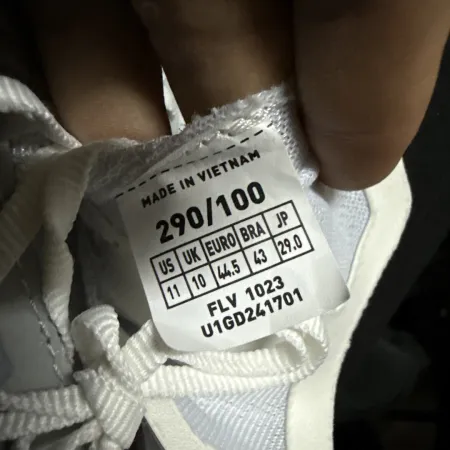 MADE IN VIETNAM
290/100
US UK EURO BRA JP
11 10 44.5 43 29.0
FLV 1023
U1GD241701